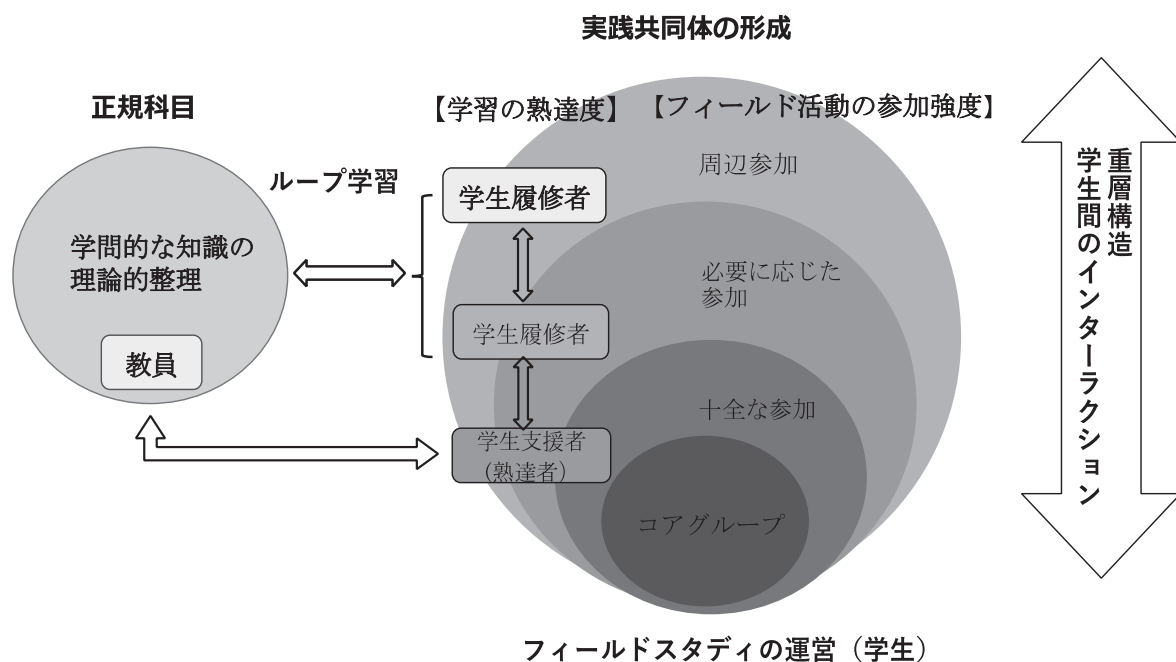 実践共同体の形成
正規科目
【学習の熟達度】
【フィールド活動の参加強度】
ループ学習
学問的な知識の
理論的整理
教員
学生履修者
学生履修者
学生支援者
(熟達者)
周辺参加
必要に応じた
参加
十全な参加
コアグループ
重層構造
学生間のインターラクション
フィールドスタディの運営（学生）